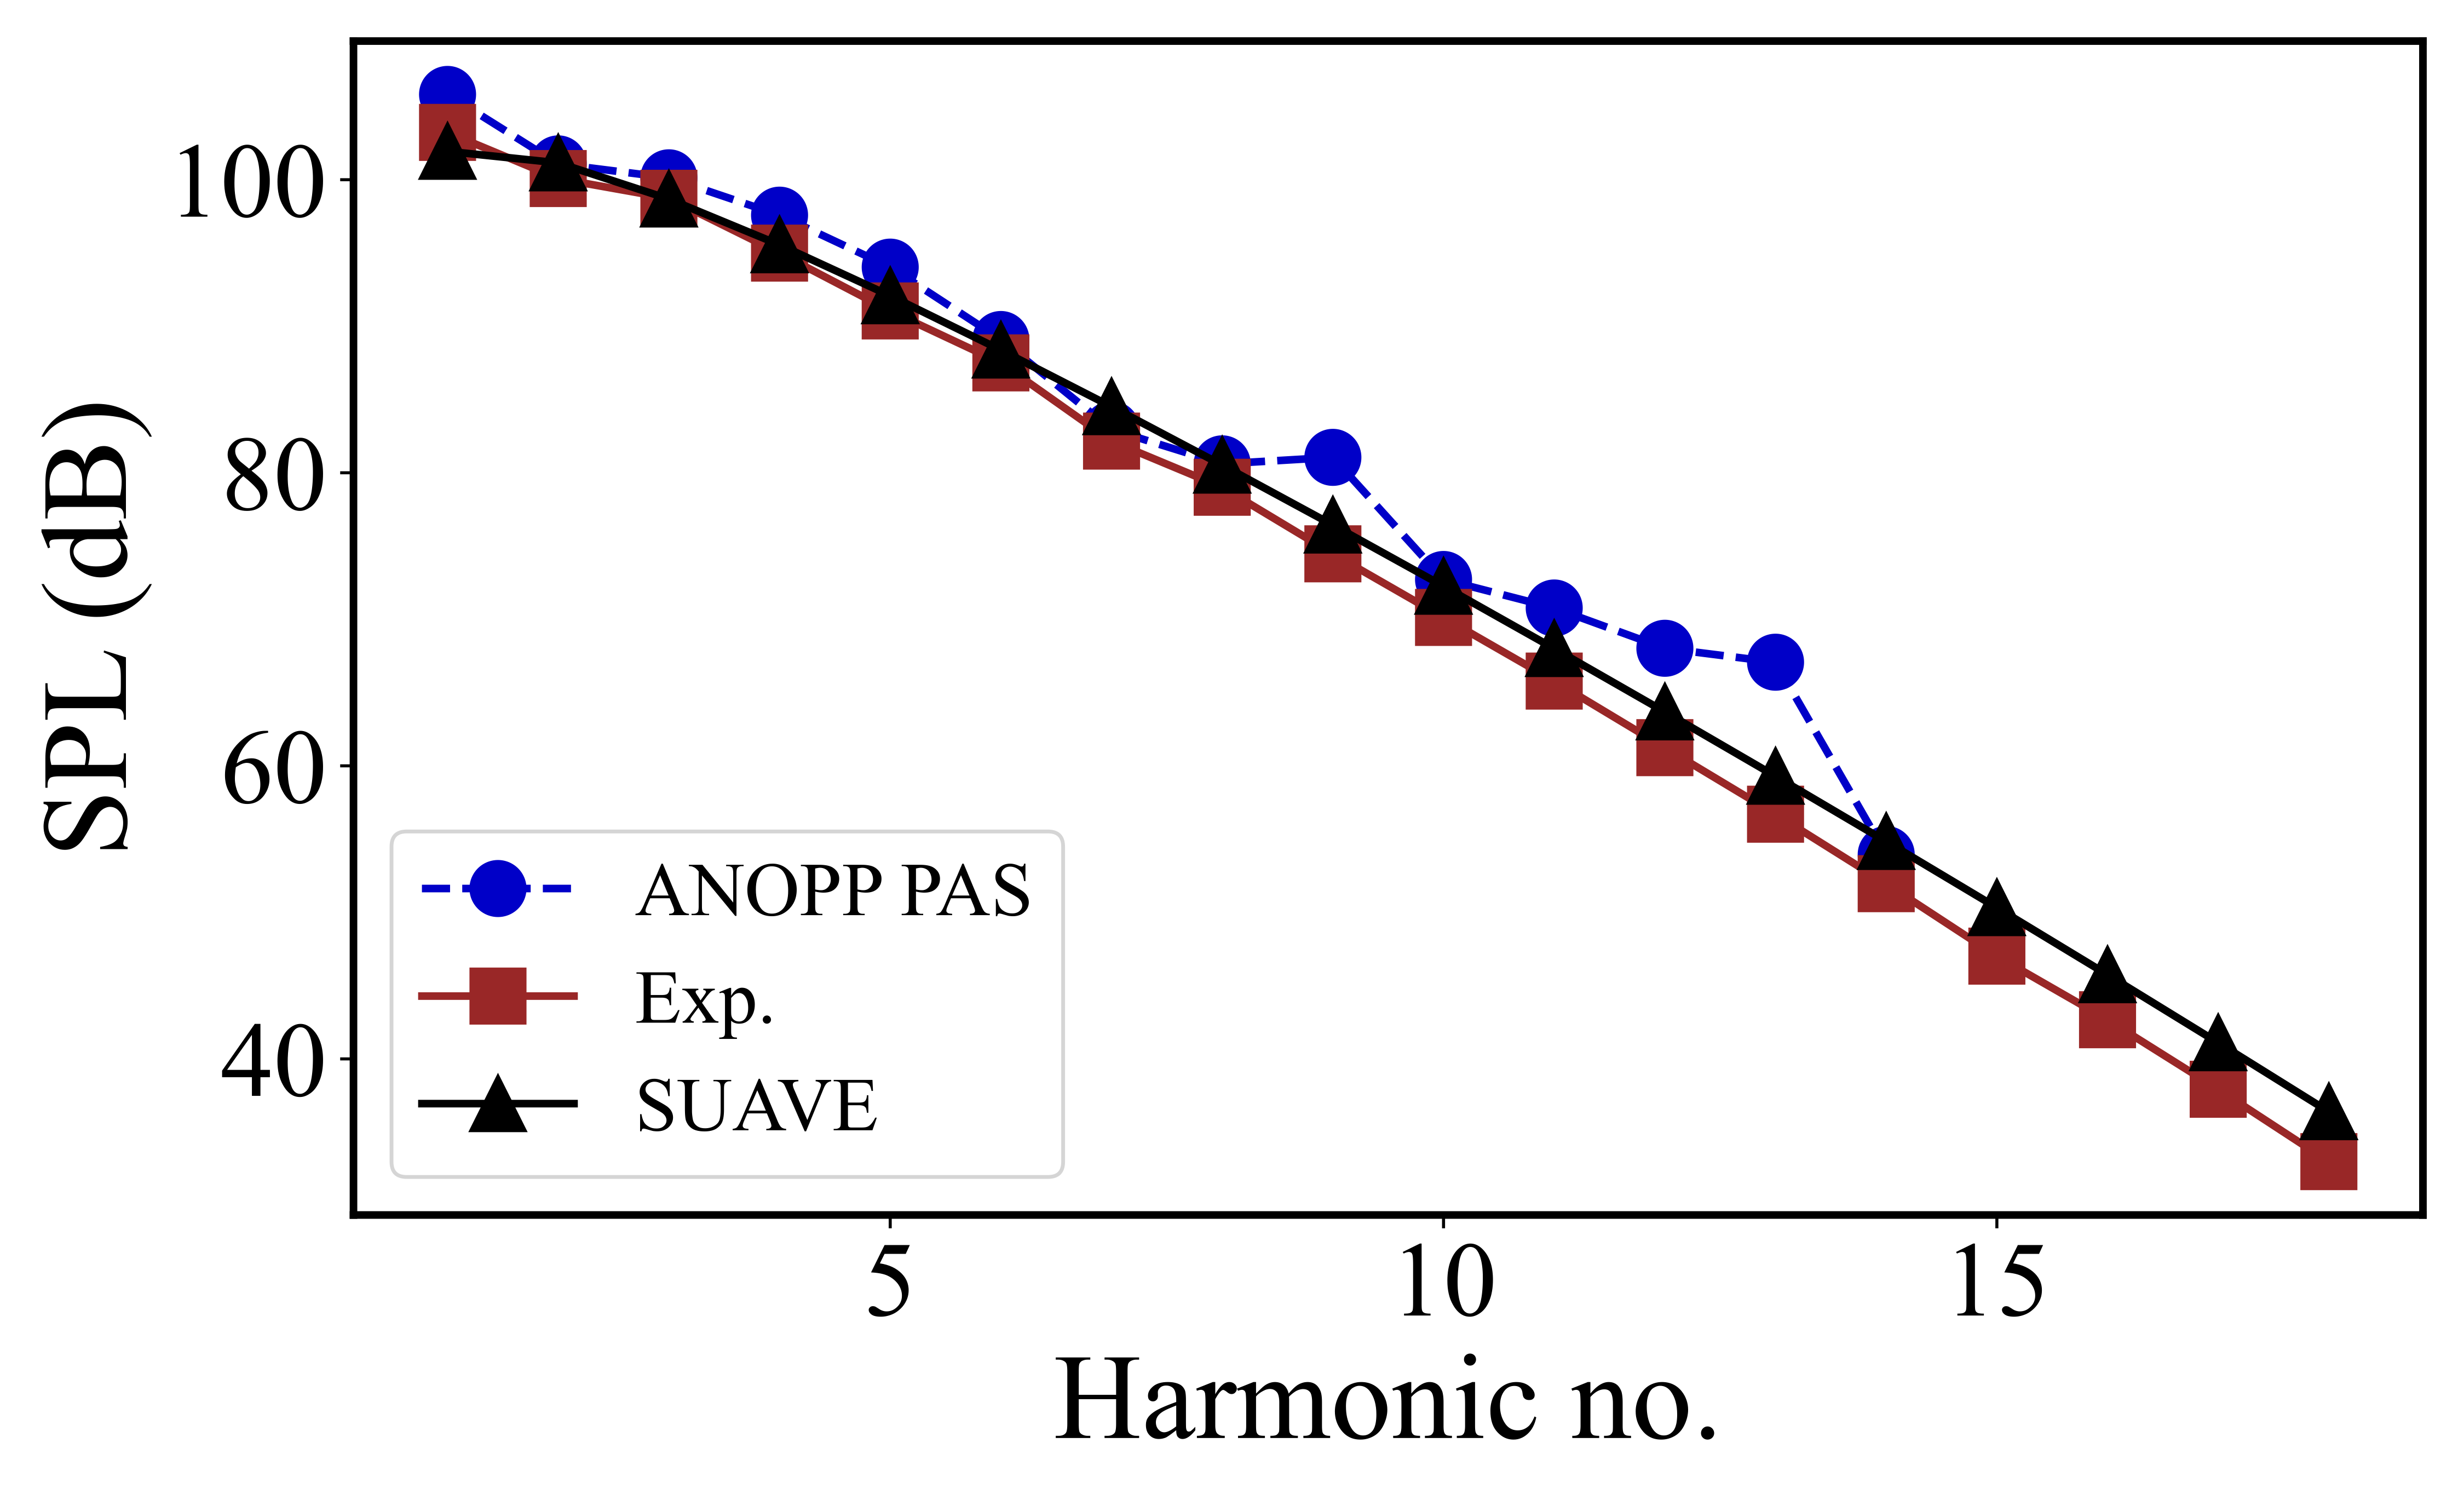 SPL (dB)
100
80
60
40
ANOPP PAS
Exp.
SUAVE
5 10 15
Harmonic no.